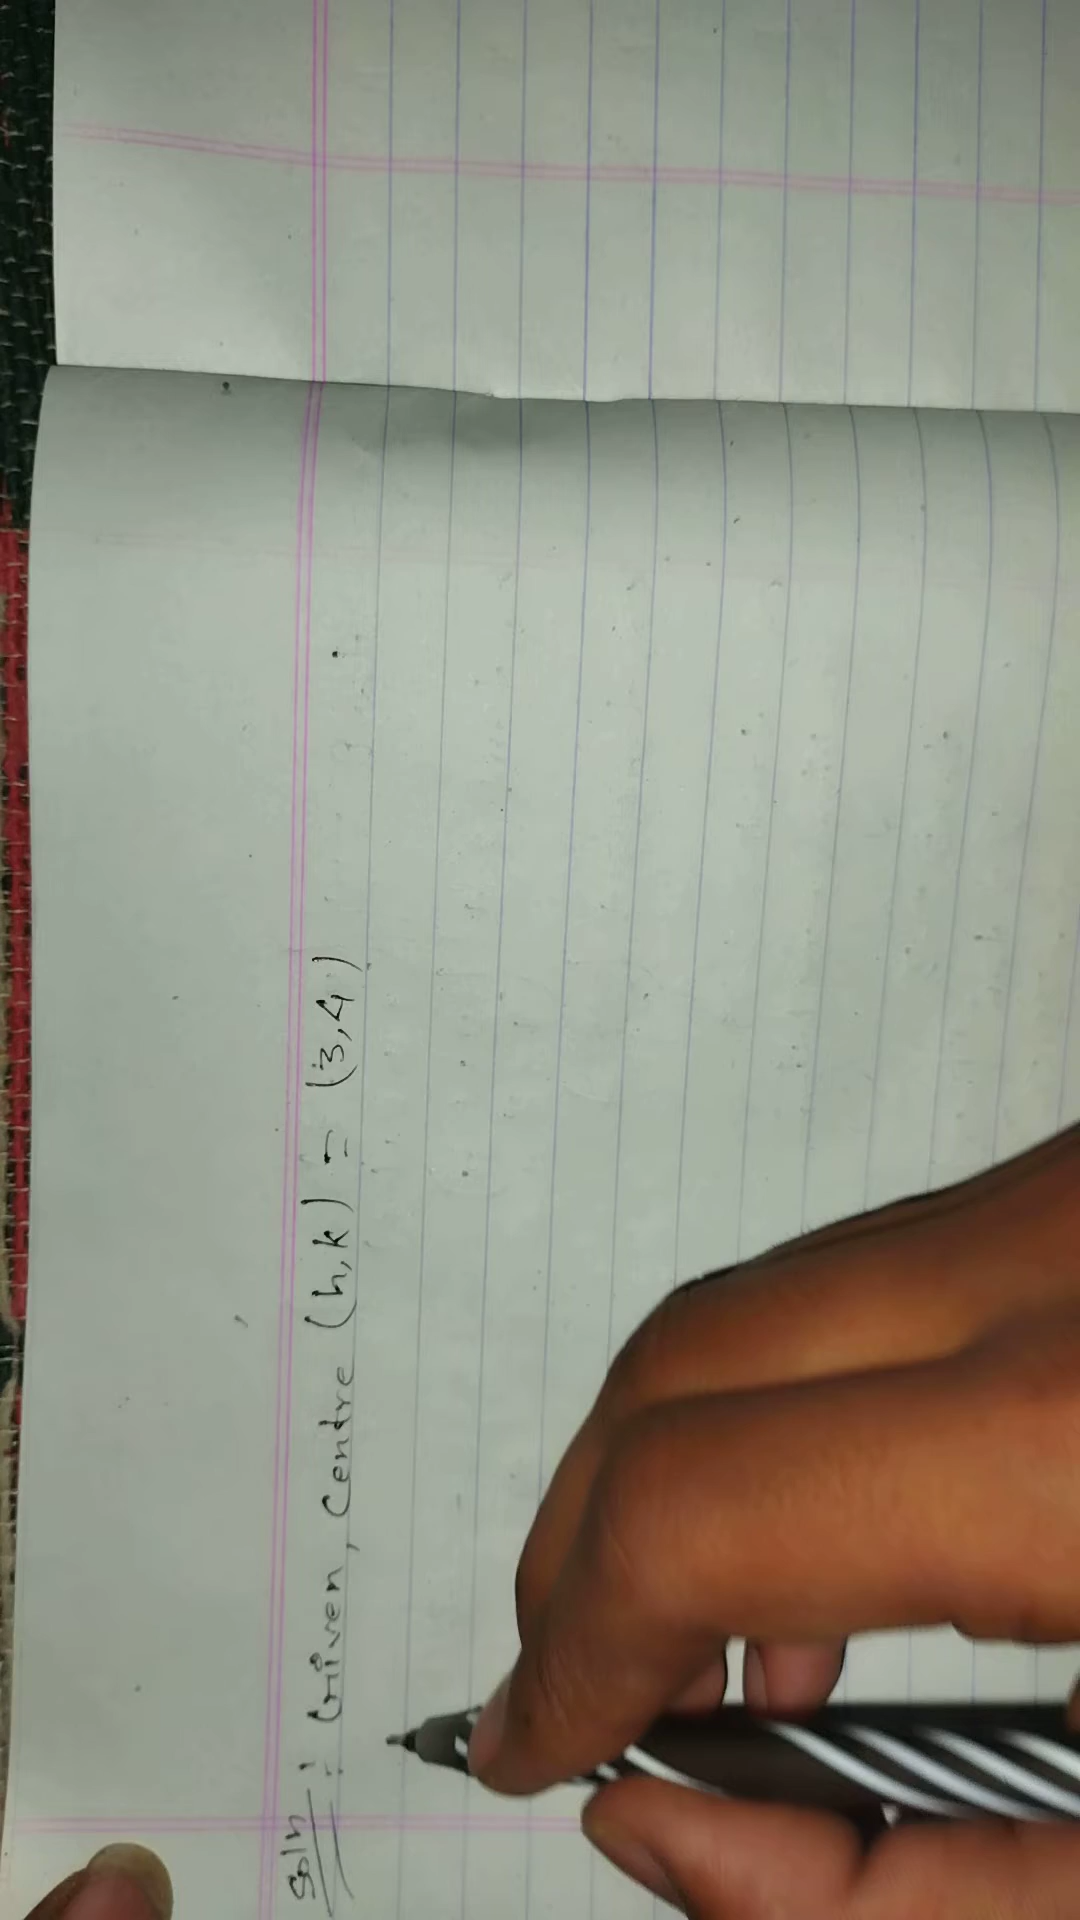 Soln: Given, Centre (h,k) = (3,4)